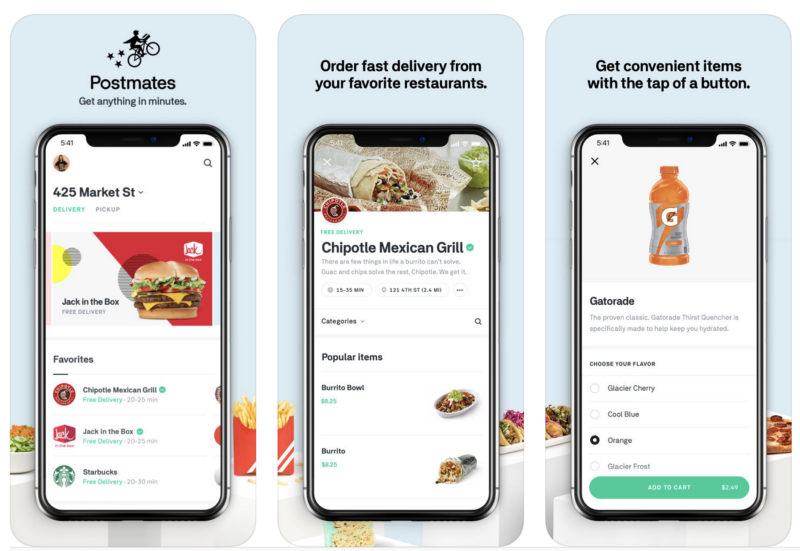 Postmates
Get anything in minutes.
5:41
425 Market St
DELIVERY PICKUP
Jack
in the box
Jack in the Box
FREE DELIVERY
Favorites
Chipotle Mexican Grill
Free Delivery · 20-25 min
Jack
in the box
Jack in the Box
Free Delivery · 20-25 min
Starbucks
Free Delivery · 20-30 min
Order fast delivery from
your favorite restaurants.
5:41
FREE DELIVERY
Chipotle Mexican Grill
There are few things in life a burrito can't solve.
Guac and chips solve the rest. Chipotle. We get it.
15-35 MIN 121 4TH ST (2.4 MI)
Categories
Popular items
Burrito Bowl
$8.25
Burrito
$8.25
Get convenient items
with the tap of a button.
5:41
G
Gatorade
The proven classic, Gatorade Thirst Quencher is
specifically made to help keep you hydrated.
CHOOSE YOUR FLAVOR
Glacier Cherry
Cool Blue
Orange
Glacier Frost
ADD TO CART $2.49